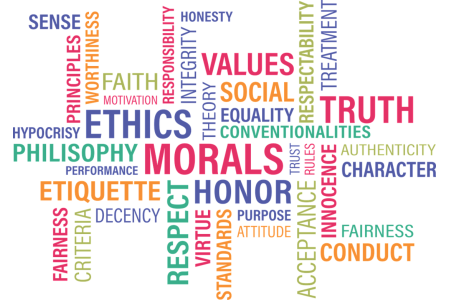 SENSE
PRINCIPLES
WORTHINESS
FAITH
MOTIVATION
RESPONSIBILITY
HONESTY
INTEGRITY
THEORY
VALUES
SOCIAL
EQUALITY
CONVENTIONALITIES
RESPECTABILITY
TREATMENT
TRUTH
HYPOCRISY
ETHICS
PHILISOPHY
PERFORMANCE
MORALS
TRUST
RULES
INNOCENCE
AUTHENTICITY
CHARACTER
ETIQUETTE
HONOR
FAIRNESS
CRITERIA
DECENCY
RESPECT
VIRTUE
STANDARDS
PURPOSE
ATTITUDE
ACCEPTANCE
FAIRNESS
CONDUCT